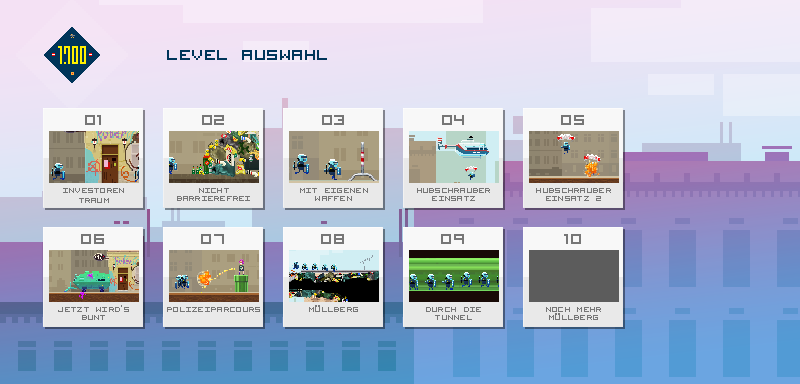 1:100
LEVEL AUSWAHL
01
INVESTOREN
TRAUM
02
NICHT
BARRIEREFREI
03
MIT EIGENEN
WAFFEN
04
HUBSCHRAUBER
EINSATZ
05
HUBSCHRAUBER
EINSATZ 2
06
JETZT WIRD'S
BUNT
07
POLIZEIPARCOURS
08
MÜLLBERG
09
DURCH DIE
TUNNEL
10
NOCH MEHR
MÜLLBERG